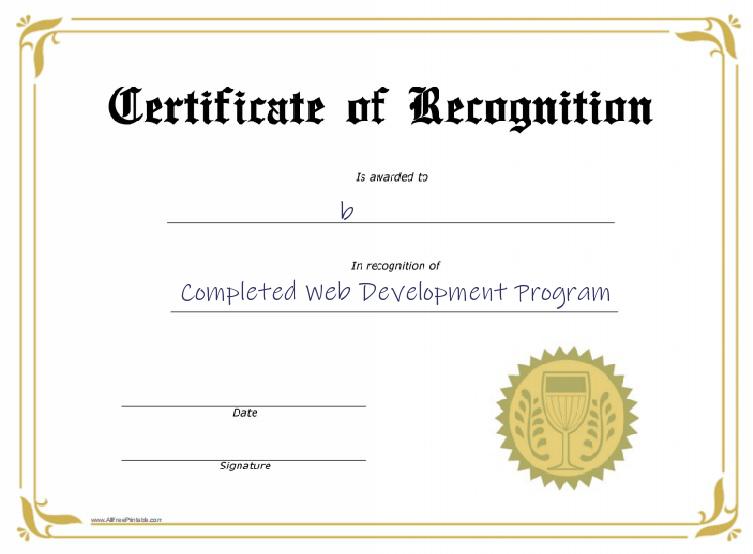 Certificate of Recognition
Is awarded to
b
In recognition of
Completed Web Development Program
Date
Signature
www.AllFreePrintable.com